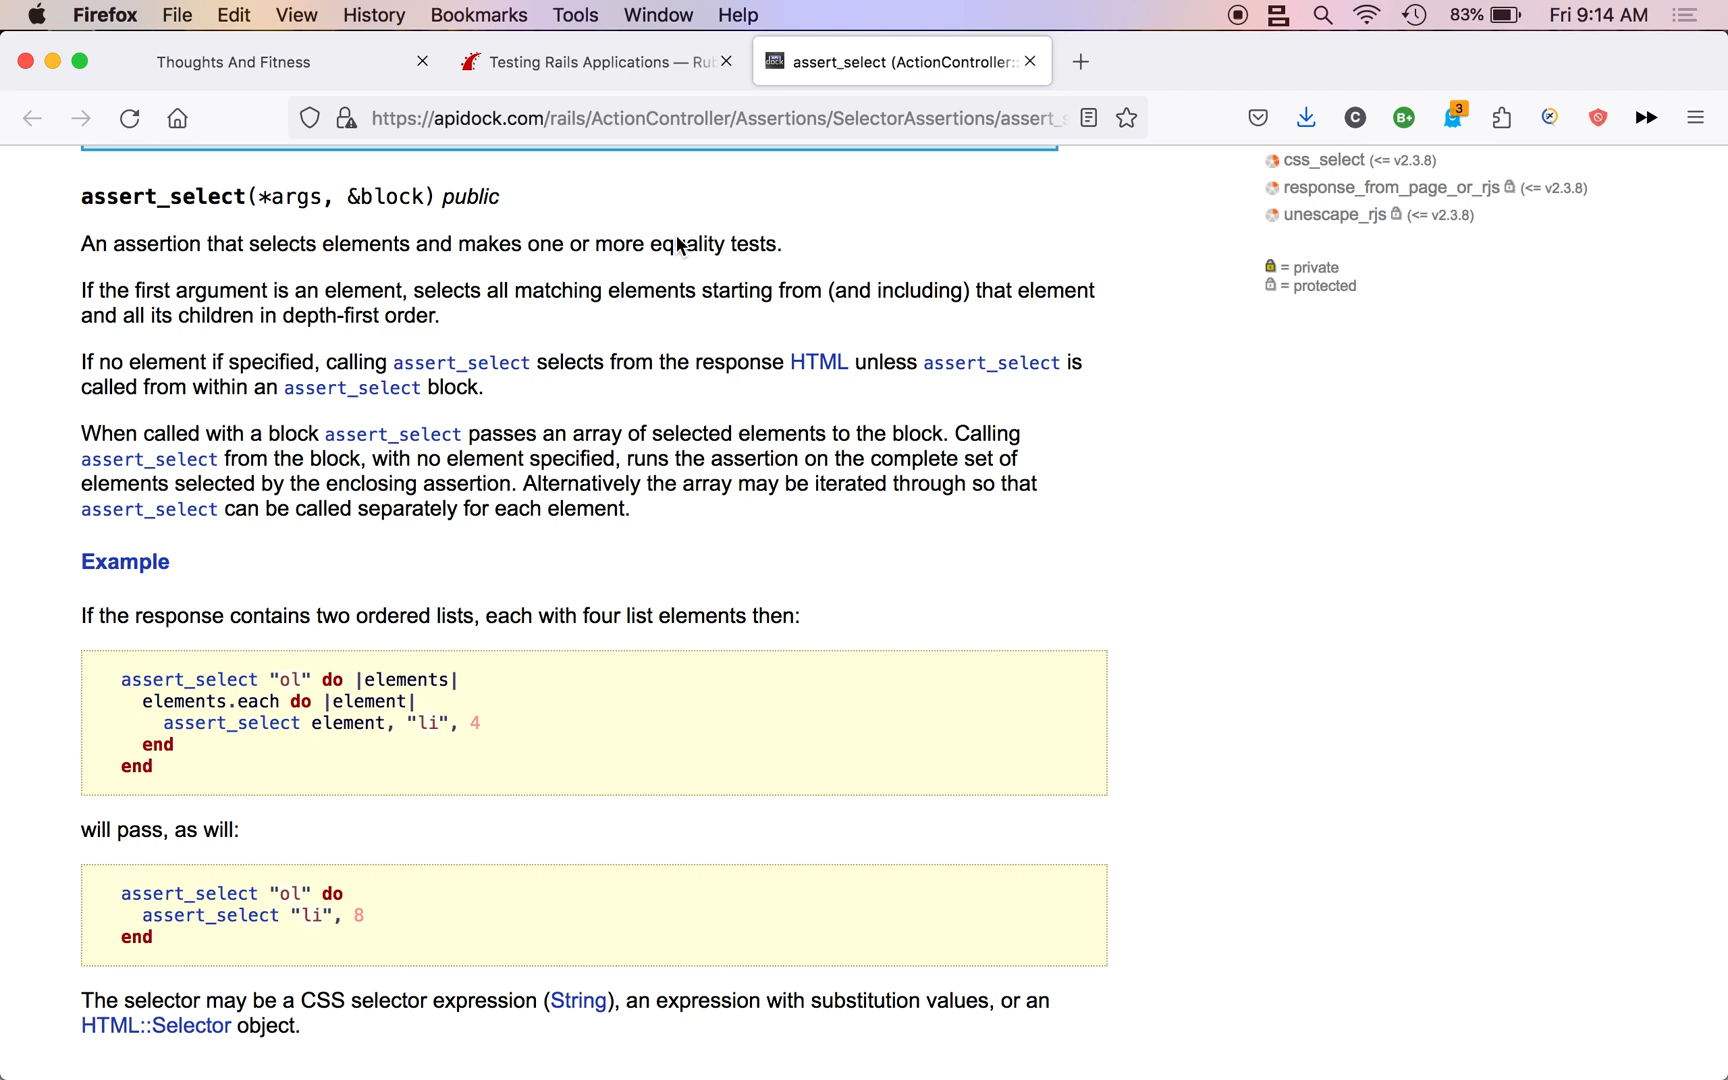 Firefox File Edit View History Bookmarks Tools Window Help 83% Fri 9:14 AM
Thoughts And Fitness
Testing Rails Applications — Ru
assert_select (ActionController::
https://apidock.com/rails/ActionController/Assertions/SelectorAssertions/assert_s
3
C
B+
css_select (<= v2.3.8)
response_from_page_or_rjs (<= v2.3.8)
unescape_rjs (<= v2.3.8)
= private
= protected
assert_select(*args, &block) public
An assertion that selects elements and makes one or more equality tests.
If the first argument is an element, selects all matching elements starting from (and including) that element
and all its children in depth-first order.
If no element if specified, calling assert_select selects from the response HTML unless assert_select is
called from within an assert_select block.
When called with a block assert_select passes an array of selected elements to the block. Calling
assert_select from the block, with no element specified, runs the assertion on the complete set of
elements selected by the enclosing assertion. Alternatively the array may be iterated through so that
assert_select can be called separately for each element.
Example
If the response contains two ordered lists, each with four list elements then:
assert_select "ol" do |elements|
elements.each do |element|
assert_select element, "li", 4
end
end
will pass, as will:
assert_select "ol" do
assert_select "li", 8
end
The selector may be a CSS selector expression (String), an expression with substitution values, or an
HTML::Selector object.